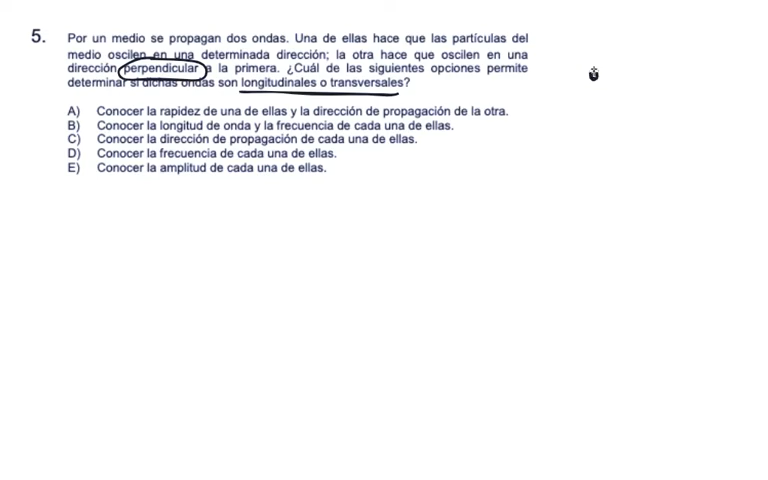 5. Por un medio se propagan dos ondas. Una de ellas hace que las partículas del
medio oscilen en una determinada dirección; la otra hace que oscilen en una
dirección perpendicular a la primera. ¿Cuál de las siguientes opciones permite
determinar si dichas ondas son longitudinales o transversales?
A) Conocer la rapidez de una de ellas y la dirección de propagación de la otra.
B) Conocer la longitud de onda y la frecuencia de cada una de ellas.
C) Conocer la dirección de propagación de cada una de ellas.
D) Conocer la frecuencia de cada una de ellas.
E) Conocer la amplitud de cada una de ellas.